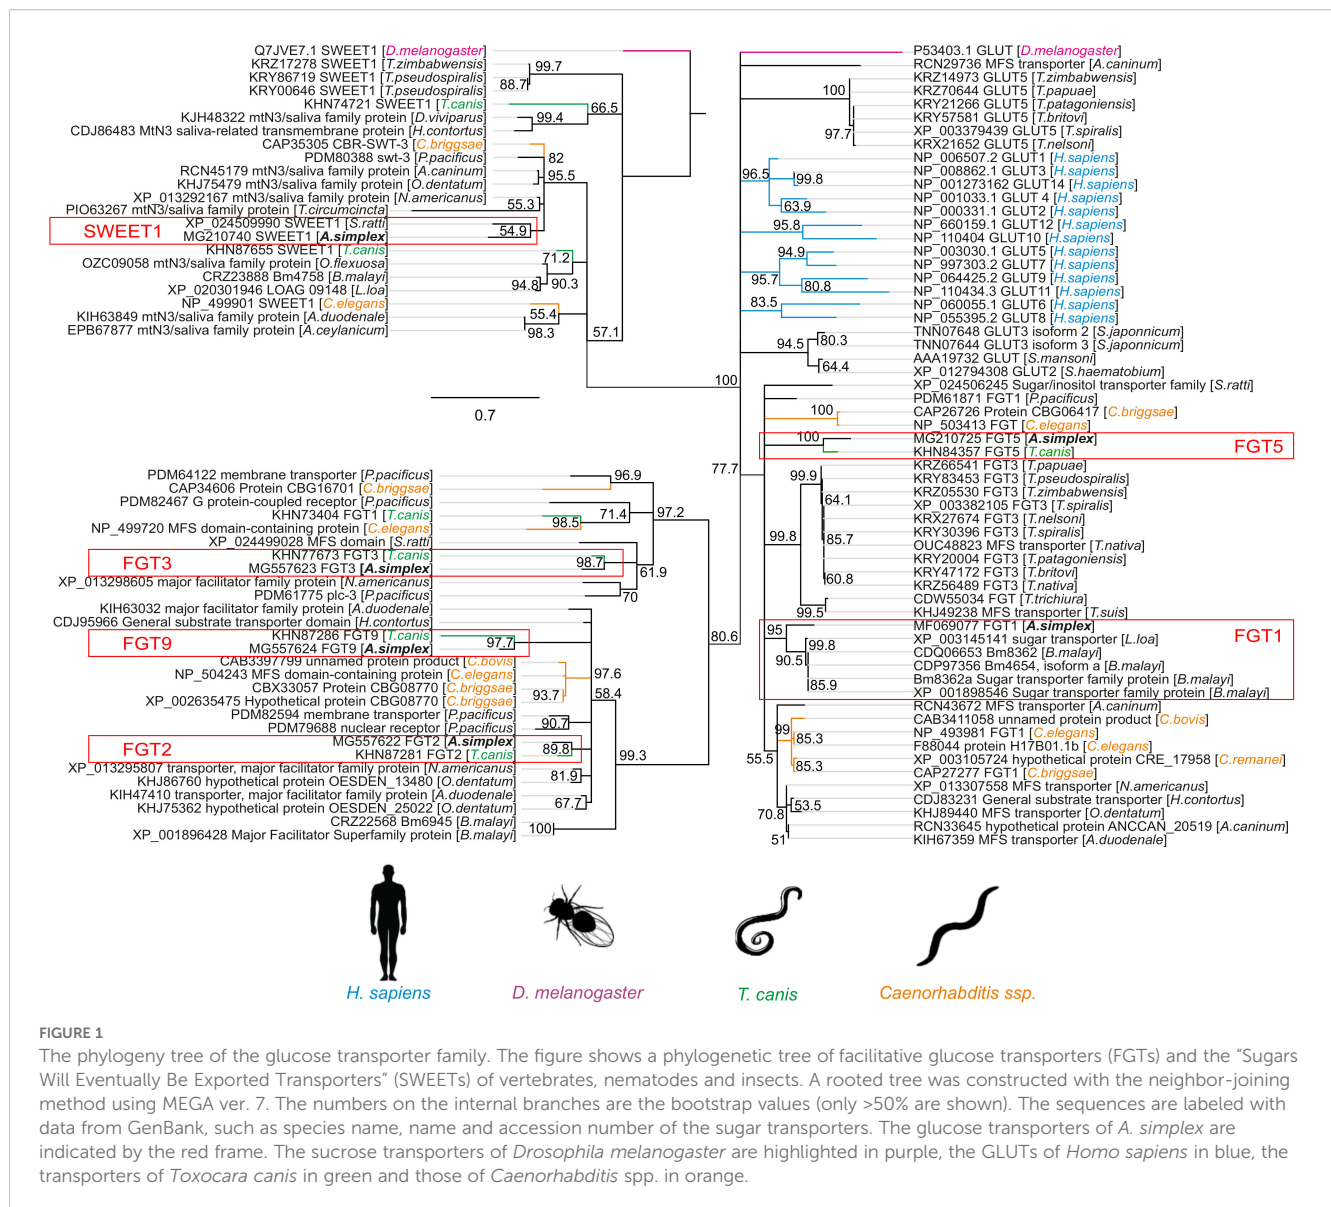 Q7JVE7.1 SWEET1 [D.melanogaster]
KRZ17278 SWEET1 [T.zimbabwensis]
KRY86719 SWEET1 [T.pseudospiralis]
KRY00646 SWEET1 [T.pseudospiralis]
KHN74721 SWEET1 [T.canis]
KJH48322 mtN3/saliva family protein [D.viviparus]
CDJ86483 MtN3 saliva-related transmembrane protein [H.contortus]
CAP35305 CBR-SWT-3 [C.briggsae]
PDM80388 swt-3 [P.pacificus]
RCN45179 mtN3/saliva family protein [A.caninum]
KHJ75479 mtN3/saliva family protein [O.dentatum]
XP_013292167 mtN3/saliva family protein [N.americanus]
PIO63267 mtN3/saliva family protein [T.circumcincta]
XP_024509990 SWEET1 [S.ratti]
MG210740 SWEET1 [A.simplex]
KHN87655 SWEET1 [T.canis]
OZC09058 mtN3/saliva family protein [O.flexuosa]
CRZ23888 Bm4758 [B.malayi]
XP_020301946 LOAG_09148 [L.loa]
NP_499901 SWEET1 [C.elegans]
KIH63849 mtN3/saliva family protein [A.duodenale]
EPB67877 mtN3/saliva family protein [A.ceylanicum]
SWEET1
99.7
88.7
66.5
99.4
82
95.5
55.3
54.9
71.2
94.8
90.3
55.4
98.3
57.1
100
0.7
PDM64122 membrane transporter [P.pacificus]
CAP34606 Protein CBG16701 [C.briggsae]
PDM82467 G protein-coupled receptor [P.pacificus]
KHN73404 FGT1 [T.canis]
NP_499720 MFS domain-containing protein [C.elegans]
XP_024499028 MFS domain [S.ratti]
KHN77673 FGT3 [T.canis]
MG557623 FGT3 [A.simplex]
XP_013298605 major facilitator family protein [N.americanus]
PDM61775 plc-3 [P.pacificus]
KIH63032 major facilitator family protein [A.duodenale]
CDJ95966 General substrate transporter domain [H.contortus]
KHN87286 FGT9 [T.canis]
MG557624 FGT9 [A.simplex]
CAB3397799 unnamed protein product [C.bovis]
NP_504243 MFS domain-containing protein [C.elegans]
CBX33057 Protein CBG08770 [C.briggsae]
XP_002635475 Hypothetical protein CBG08770 [C.briggsae]
PDM82594 membrane transporter [P.pacificus]
PDM79688 nuclear receptor [P.pacificus]
MG557622 FGT2 [A.simplex]
KHN87281 FGT2 [T.canis]
XP_013295807 transporter, major facilitator family protein [N.americanus]
KHJ86760 hypothetical protein OESDEN_13480 [O.dentatum]
KIH47410 transporter, major facilitator family protein [A.duodenale]
KHJ75362 hypothetical protein OESDEN_25022 [O.dentatum]
CRZ22568 Bm6945 [B.malayi]
XP_001896428 Major Facilitator Superfamily protein [B.malayi]
FGT3
FGT9
FGT2
96.9
71.4
97.2
98.5
98.7
61.9
70
97.7
97.6
93.7
58.4
90.7
89.8
99.3
81.9
67.7
100
80.6
P53403.1 GLUT [D.melanogaster]
RCN29736 MFS transporter [A.caninum]
KRZ14973 GLUT5 [T.zimbabwensis]
KRZ70644 GLUT5 [T.papuae]
KRY21266 GLUT5 [T.patagoniensis]
KRY57581 GLUT5 [T.britovi]
XP_003379439 GLUT5 [T.spiralis]
KRX21652 GLUT5 [T.nelsoni]
NP_006507.2 GLUT1 [H.sapiens]
NP_008862.1 GLUT3 [H.sapiens]
NP_001273162 GLUT14 [H.sapiens]
NP_001033.1 GLUT 4 [H.sapiens]
NP_000331.1 GLUT2 [H.sapiens]
NP_660159.1 GLUT12 [H.sapiens]
NP_110404 GLUT10 [H.sapiens]
NP_003030.1 GLUT5 [H.sapiens]
NP_997303.2 GLUT7 [H.sapiens]
NP_064425.2 GLUT9 [H.sapiens]
NP_110434.3 GLUT11 [H.sapiens]
NP_060055.1 GLUT6 [H.sapiens]
NP_055395.2 GLUT8 [H.sapiens]
TNN07648 GLUT3 isoform 2 [S.japonnicum]
TNN07644 GLUT3 isoform 3 [S.japonnicum]
AAA19732 GLUT [S.mansoni]
XP_012794308 GLUT2 [S.haematobium]
XP_024506245 Sugar/inositol transporter family [S.ratti]
PDM61871 FGT1 [P.pacificus]
CAP26726 Protein CBG06417 [C.briggsae]
NP_503413 FGT [C.elegans]
MG210725 FGT5 [A.simplex]
KHN84357 FGT5 [T.canis]
KRZ66541 FGT3 [T.papuae]
KRY83453 FGT3 [T.pseudospiralis]
KRZ05530 FGT3 [T.zimbabwensis]
XP_003382105 FGT3 [T.spiralis]
KRX27674 FGT3 [T.nelsoni]
KRY30396 FGT3 [T.spiralis]
OUC48823 MFS transporter [T.nativa]
KRY20004 FGT3 [T.patagoniensis]
KRY47172 FGT3 [T.britovi]
KRZ56489 FGT3 [T.nativa]
CDW55034 FGT [T.trichiura]
KHJ49238 MFS transporter [T.suis]
MF069077 FGT1 [A.simplex]
XP_003145141 sugar transporter [L.loa]
CDQ06653 Bm8362 [B.malayi]
CDP97356 Bm4654, isoform a [B.malayi]
Bm8362a Sugar transporter family protein [B.malayi]
XP_001898546 Sugar transporter family protein [B.malayi]
RCN43672 MFS transporter [A.caninum]
CAB3411058 unnamed protein product [C.bovis]
NP_493981 FGT1 [C.elegans]
F88044 protein H17B01.1b [C.elegans]
XP_003105724 hypothetical protein CRE_17958 [C.remanei]
CAP27277 FGT1 [C.briggsae]
XP_013307558 MFS transporter [N.americanus]
CDJ83231 General substrate transporter [H.contortus]
KHJ89440 MFS transporter [O.dentatum]
RCN33645 hypothetical protein ANCCAN_20519 [A.caninum]
KIH67359 MFS transporter [A.duodenale]
FGT5
FGT1
100
97.7
96.5
99.8
63.9
95.8
94.9
95.7
80.8
83.5
94.5
80.3
64.4
100
100
77.7
99.9
64.1
99.8
85.7
60.8
99.5
95
99.8
90.5
85.9
99
85.3
85.3
55.5
53.5
70.8
51
H. sapiens
D. melanogaster
T. canis
Caenorhabditis ssp.
FIGURE 1
The phylogeny tree of the glucose transporter family. The figure shows a phylogenetic tree of facilitative glucose transporters (FGTs) and the "Sugars
Will Eventually Be Exported Transporters" (SWEETs) of vertebrates, nematodes and insects. A rooted tree was constructed with the neighbor-joining
method using MEGA ver. 7. The numbers on the internal branches are the bootstrap values (only >50% are shown). The sequences are labeled with
data from GenBank, such as species name, name and accession number of the sugar transporters. The glucose transporters of A. simplex are
indicated by the red frame. The sucrose transporters of Drosophila melanogaster are highlighted in purple, the GLUTs of Homo sapiens in blue, the
transporters of Toxocara canis in green and those of Caenorhabditis spp. in orange.